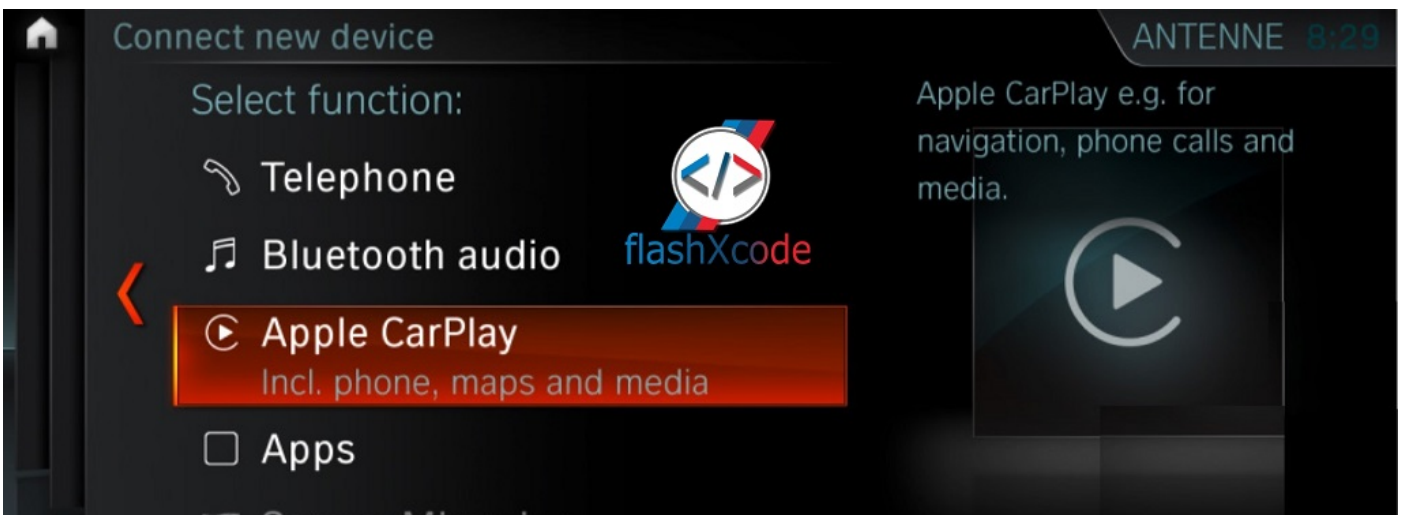 Connect new device
ANTENNE 8:29
Select function:
Telephone
Bluetooth audio
Apple CarPlay
Incl. phone, maps and media
Apps
flashXcode
Apple CarPlay e.g. for
navigation, phone calls and
media.